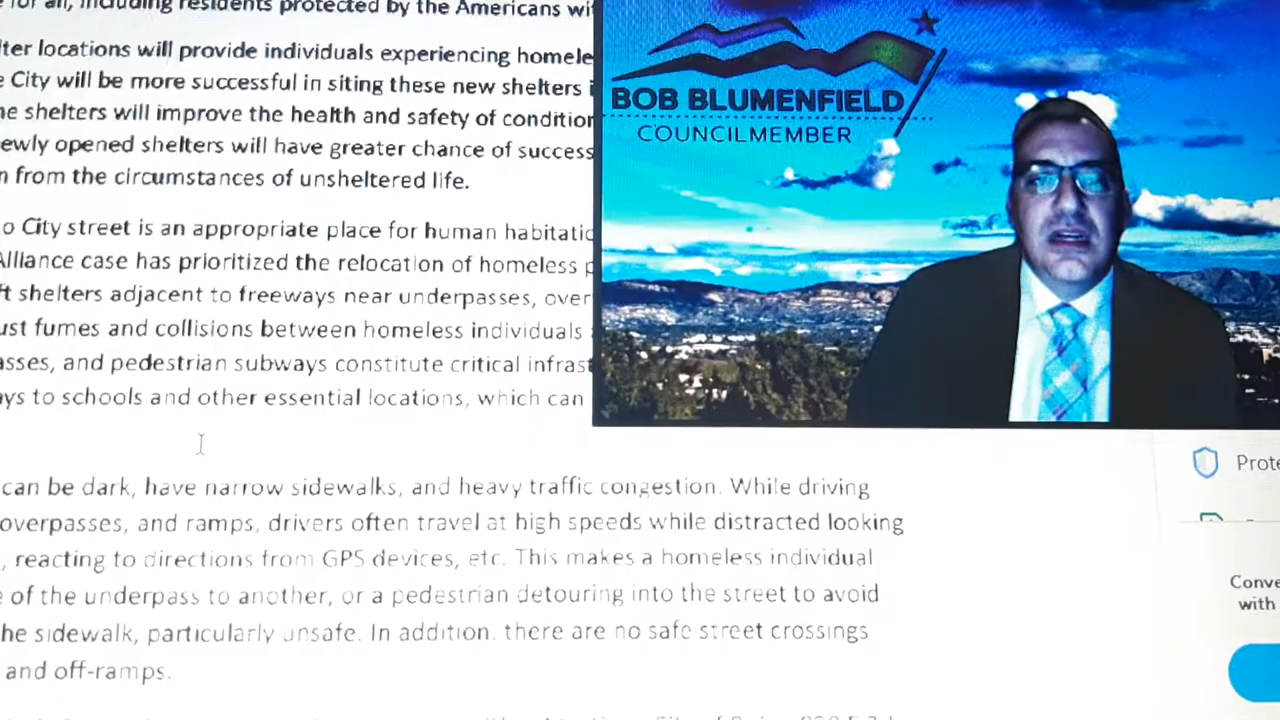 for all, including residents protected by the Americans
lter locations will provide individuals experiencing
City will be more successful in siting these new shelters
he shelters will improve the health and safety of
ewly opened shelters will have greater chance of success
from the circumstances of unsheltered life.
o City street is an appropriate place for human
Alliance case has prioritized the relocation of homeless
ft shelters adjacent to freeways near underpasses,
ust fumes and collisions between homeless individuals
asses, and pedestrian subways constitute critical
ays to schools and other essential locations, which can
can be dark, have narrow sidewalks, and heavy traffic congestion. While driving
overpasses, and ramps, drivers often travel at high speeds while distracted looking
, reacting to directions from GPS devices, etc. This makes a homeless individual
of the underpass to another, or a pedestrian detouring into the street to avoid
he sidewalk, particularly unsafe. In addition, there are no safe street crossings
and off-ramps.
BOB BLUMENFIELD
COUNCILMEMBER
Prote
Conve
with